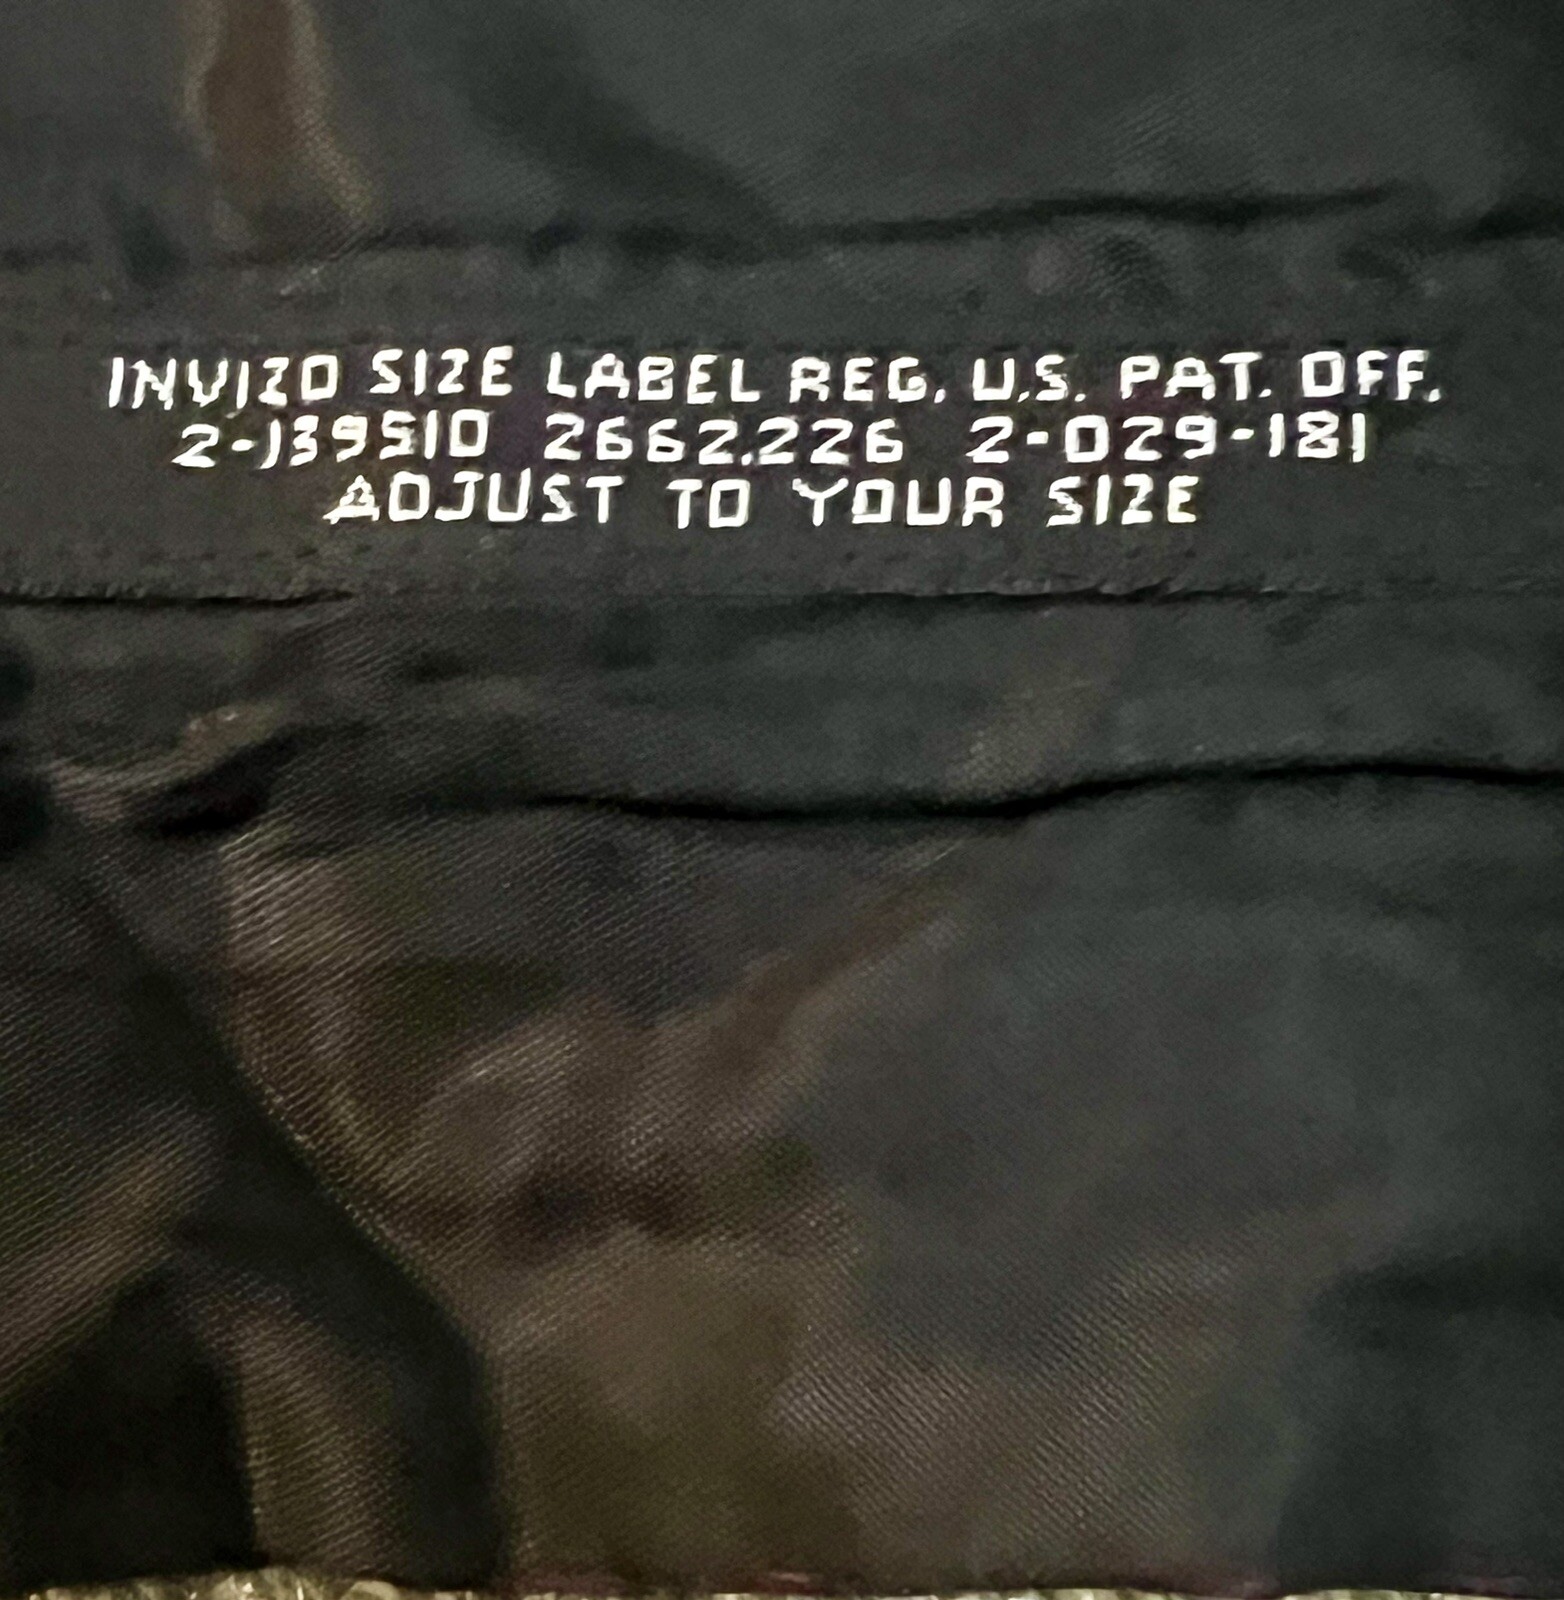 INVIZO SIZE LABEL REG. U.S. PAT. OFF.
2-139510 2662.226 2-029-181
ADJUST TO YOUR SIZE